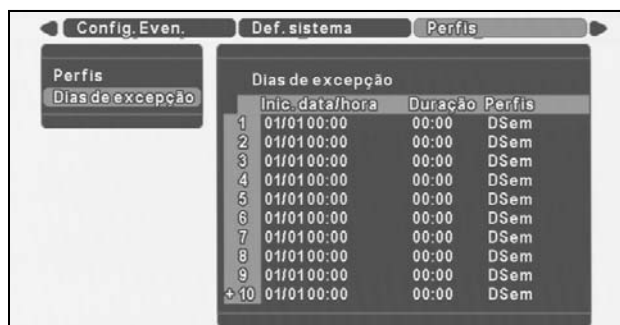 Config. Even. Def. sistema Perfis
Perfis
Dias de excepção
Dias de excepção
Inic. data/hora Duração Perfis
1 01/01 00:00 00:00 DSem
2 01/01 00:00 00:00 DSem
3 01/01 00:00 00:00 DSem
4 01/01 00:00 00:00 DSem
5 01/01 00:00 00:00 DSem
6 01/01 00:00 00:00 DSem
7 01/01 00:00 00:00 DSem
8 01/01 00:00 00:00 DSem
9 01/01 00:00 00:00 DSem
+ 10 01/01 00:00 00:00 DSem